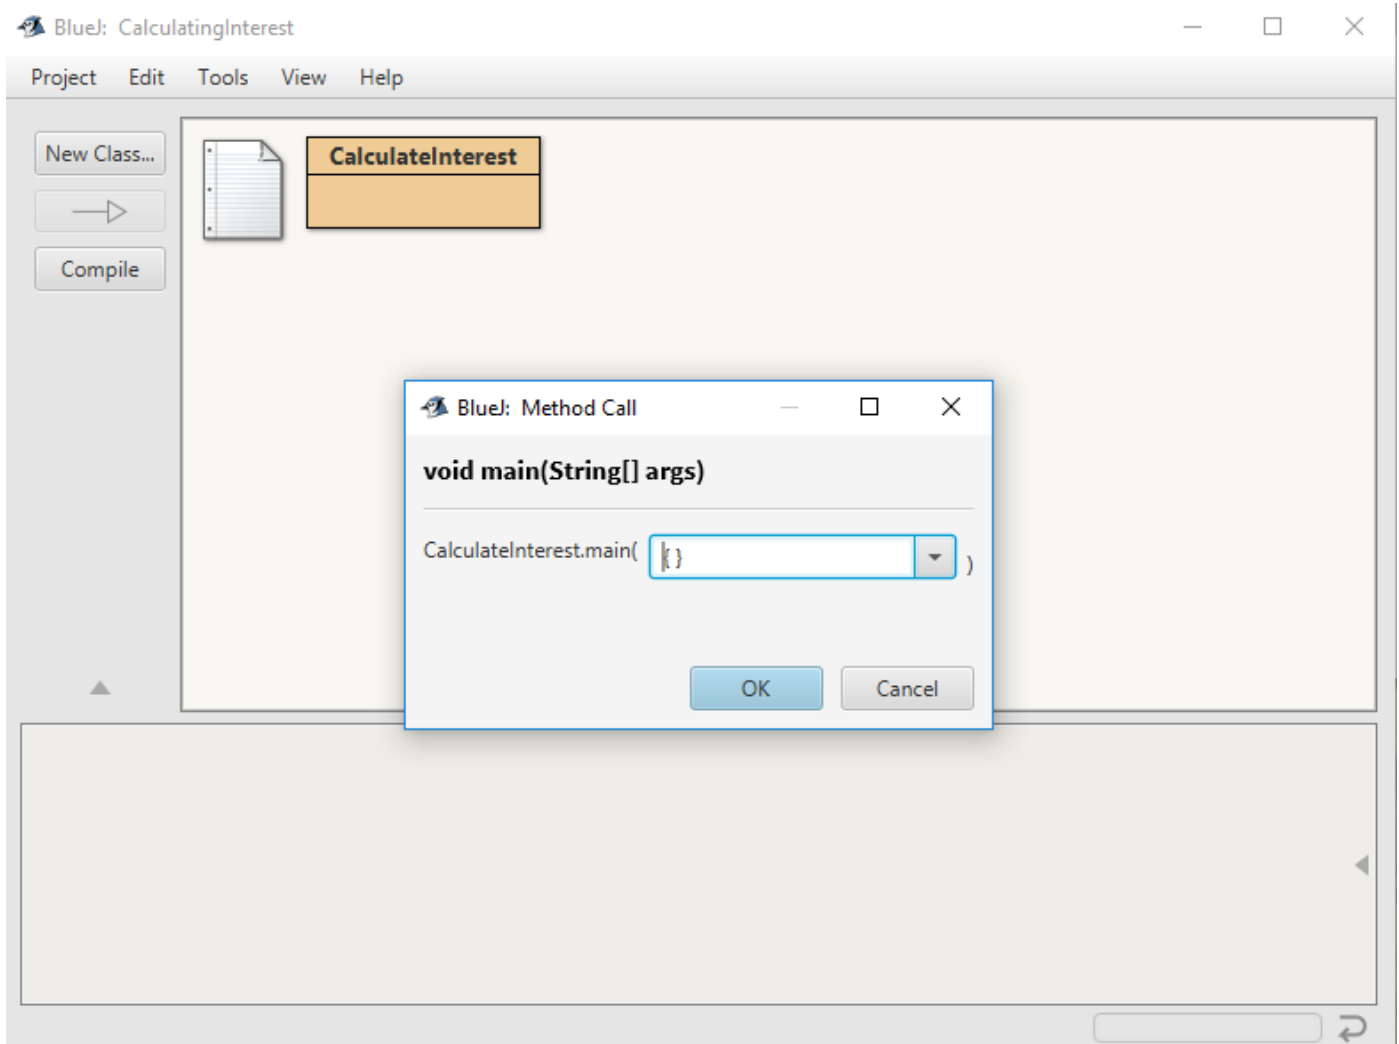 BlueJ: CalculatingInterest
Project Edit Tools View Help
New Class...
CalculateInterest
Compile
BlueJ: Method Call
void main(String[] args)
CalculateInterest.main( { } )
OK Cancel